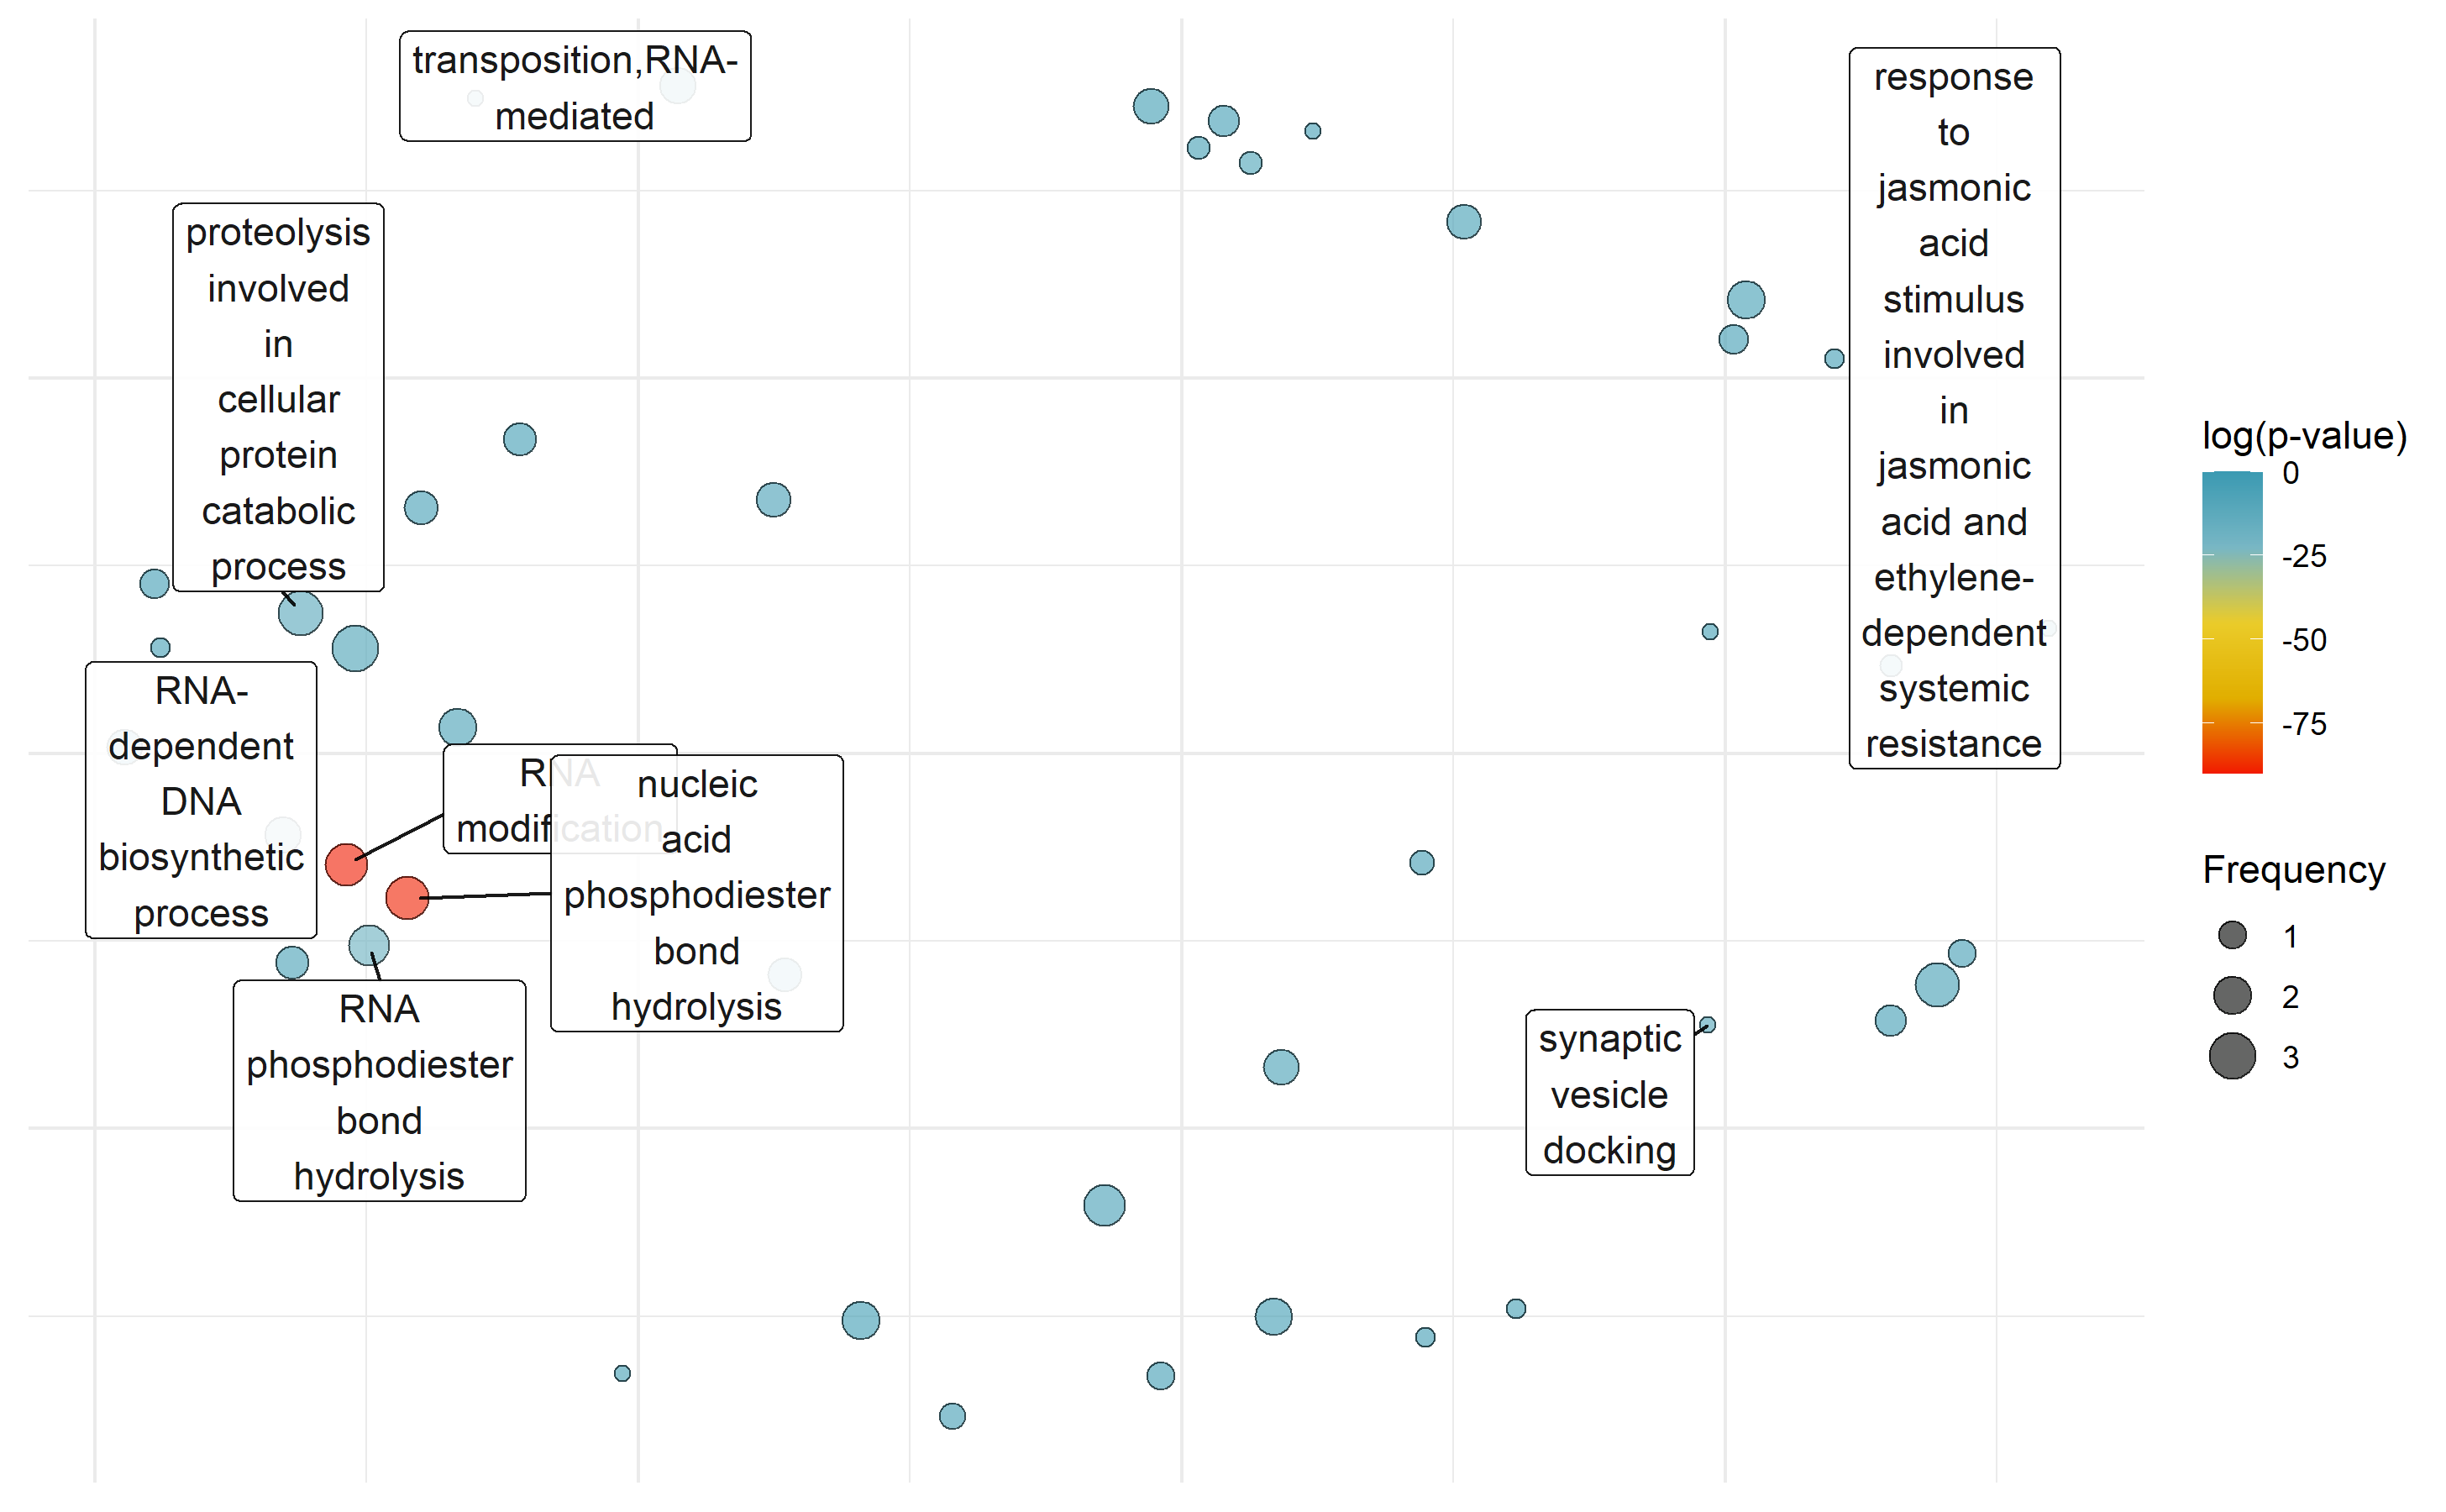 transposition,RNA-
mediated
proteolysis
involved
in
cellular
protein
catabolic
process
response
to
jasmonic
acid
stimulus
involved
in
jasmonic
acid and
ethylene-
dependent
systemic
resistance
RNA-
dependent
DNA
biosynthetic
process
RNA
modification
nucleic
acid
phosphodiester
bond
hydrolysis
RNA
phosphodiester
bond
hydrolysis
synaptic
vesicle
docking
log(p-value)
0
-25
-50
-75
Frequency
1
2
3